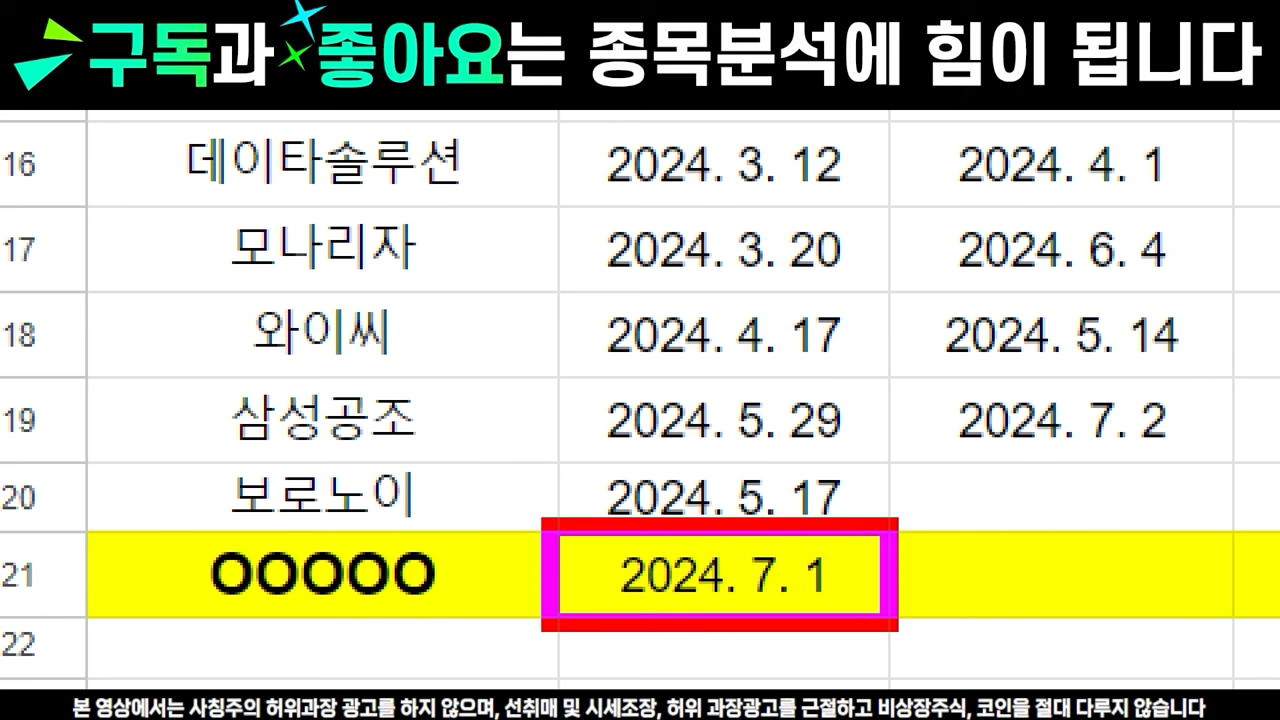 구독과 좋아요는 종목분석에 힘이 됩니다
16 데이타솔루션 2024. 3. 12 2024. 4. 1
17 모나리자 2024. 3. 20 2024. 6. 4
18 와이씨 2024. 4. 17 2024. 5. 14
19 삼성공조 2024. 5. 29 2024. 7. 2
20 보로노이 2024. 5. 17
21 OOOOO 2024. 7. 1
22
본 영상에서는 사칭주의 허위과장 광고를 하지 않으며, 선취매 및 시세조장, 허위 과장광고를 근절하고 비상장주식, 코인을 절대 다루지 않습니다